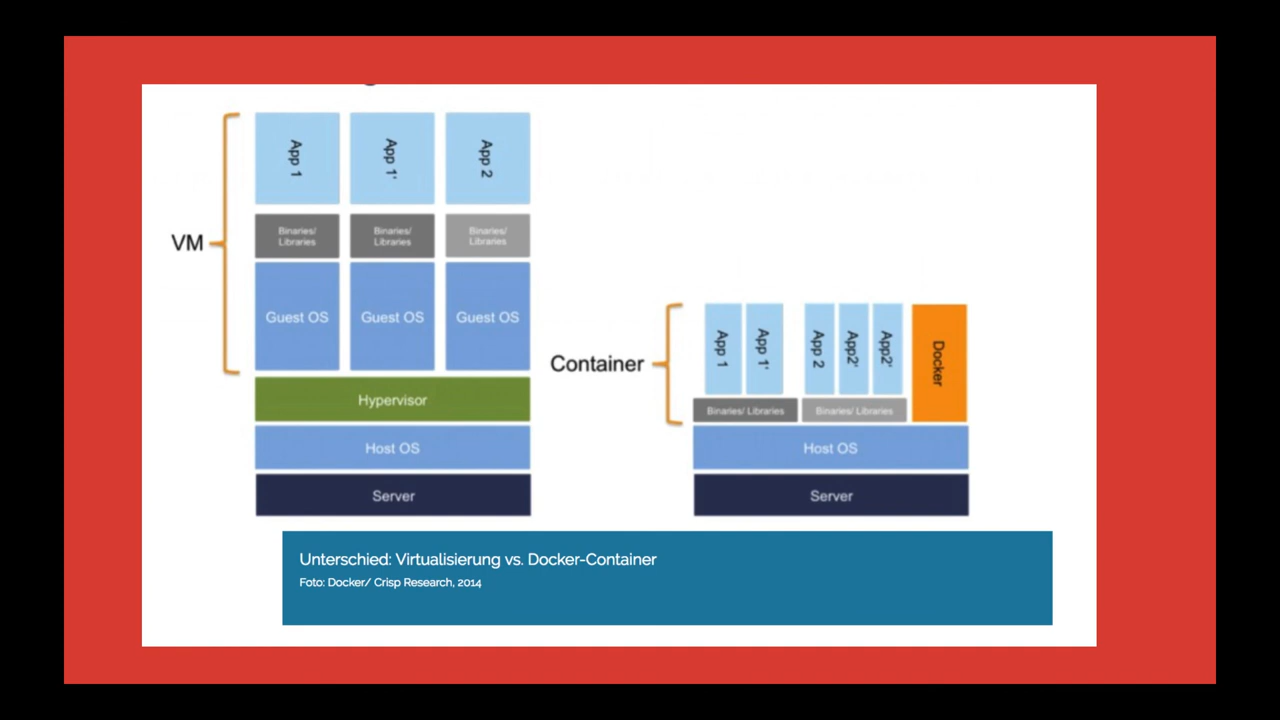 VM
App 1
App 1'
App 2
Binaries/
Libraries
Binaries/
Libraries
Binaries/
Libraries
Guest OS
Guest OS
Guest OS
Hypervisor
Host OS
Server
Container
App 1
App 1'
App 2
App2'
App2'
Docker
Binaries/ Libraries
Binaries/ Libraries
Host OS
Server
Unterschied: Virtualisierung vs. Docker-Container
Foto: Docker/ Crisp Research, 2014